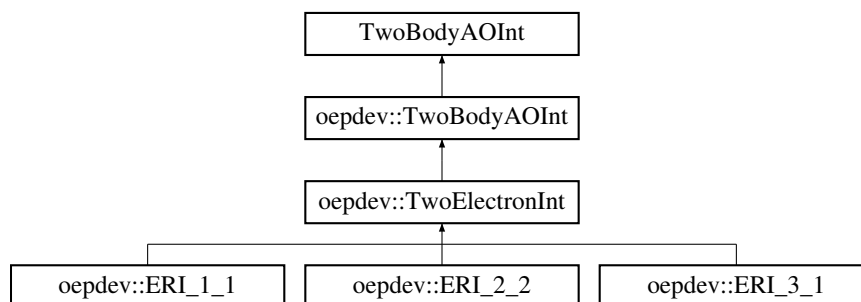 TwoBodyAOInt
oepdev::TwoBodyAOInt
oepdev::TwoElectronInt
oepdev::ERI_1_1
oepdev::ERI_2_2
oepdev::ERI_3_1